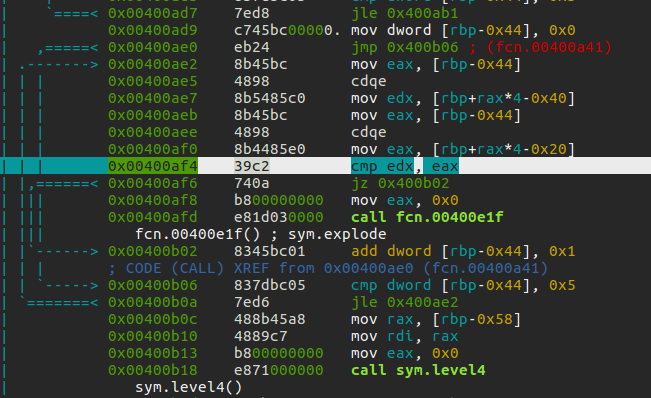 0x00400ad7 7ed8 jle 0x400ab1
0x00400ad9 c745bc00000. mov dword [rbp-0x44], 0x0
0x00400ae0 eb24 jmp 0x400b06 ; (fcn.00400a41)
0x00400ae2 8b45bc mov eax, [rbp-0x44]
0x00400ae5 4898 cdqe
0x00400ae7 8b5485c0 mov edx, [rbp+rax*4-0x40]
0x00400aeb 8b45bc mov eax, [rbp-0x44]
0x00400aee 4898 cdqe
0x00400af0 8b4485e0 mov eax, [rbp+rax*4-0x20]
0x00400af4 39c2 cmp edx, eax
0x00400af6 740a jz 0x400b02
0x00400af8 b800000000 mov eax, 0x0
0x00400afd e81d030000 call fcn.00400e1f
fcn.00400e1f() ; sym.explode
0x00400b02 8345bc01 add dword [rbp-0x44], 0x1
; CODE (CALL) XREF from 0x00400ae0 (fcn.00400a41)
0x00400b06 837dbc05 cmp dword [rbp-0x44], 0x5
0x00400b0a 7ed6 jle 0x400ae2
0x00400b0c 488b45a8 mov rax, [rbp-0x58]
0x00400b10 4889c7 mov rdi, rax
0x00400b13 b800000000 mov eax, 0x0
0x00400b18 e871000000 call sym.level4
sym.level4()